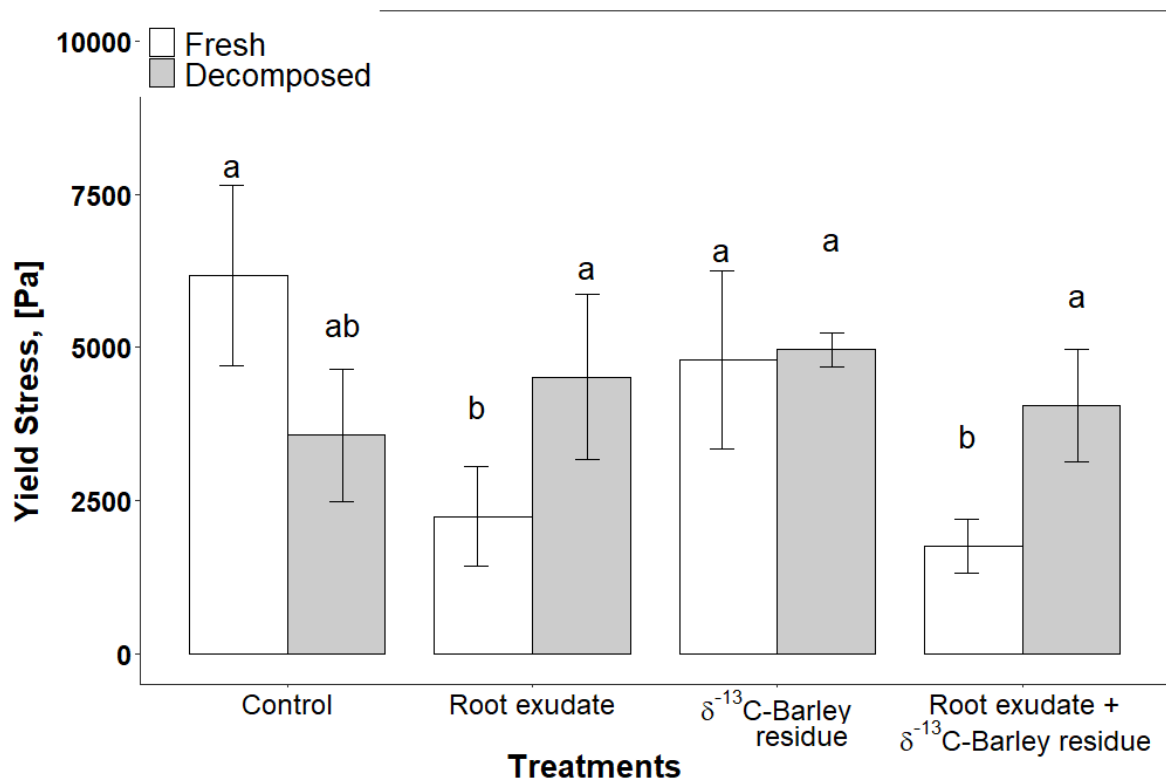 10000
Fresh
Decomposed
7500
5000
2500
0
Yield Stress, [Pa]
a
ab
b
a
a
a
b
a
Control
Root exudate
δ⁻¹³C-Barley
residue
Root exudate +
δ⁻¹³C-Barley residue
Treatments